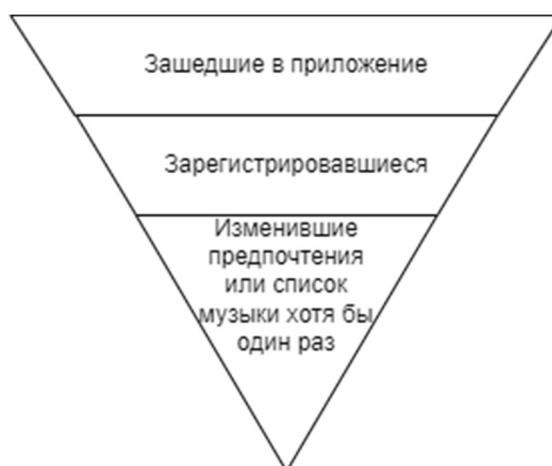 Зашедшие в приложение
Зарегистрировавшиеся
Изменившие
предпочтения
или список
музыки хотя бы
один раз